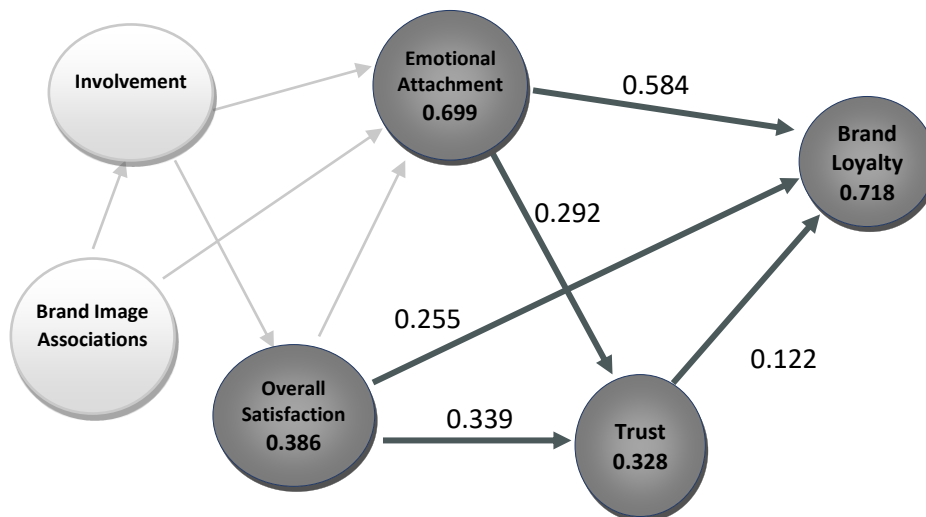 Involvement
Emotional
Attachment
0.699
0.584
Brand
Loyalty
0.718
0.292
Brand Image
Associations
0.255
0.122
Overall
Satisfaction
0.386
0.339
Trust
0.328